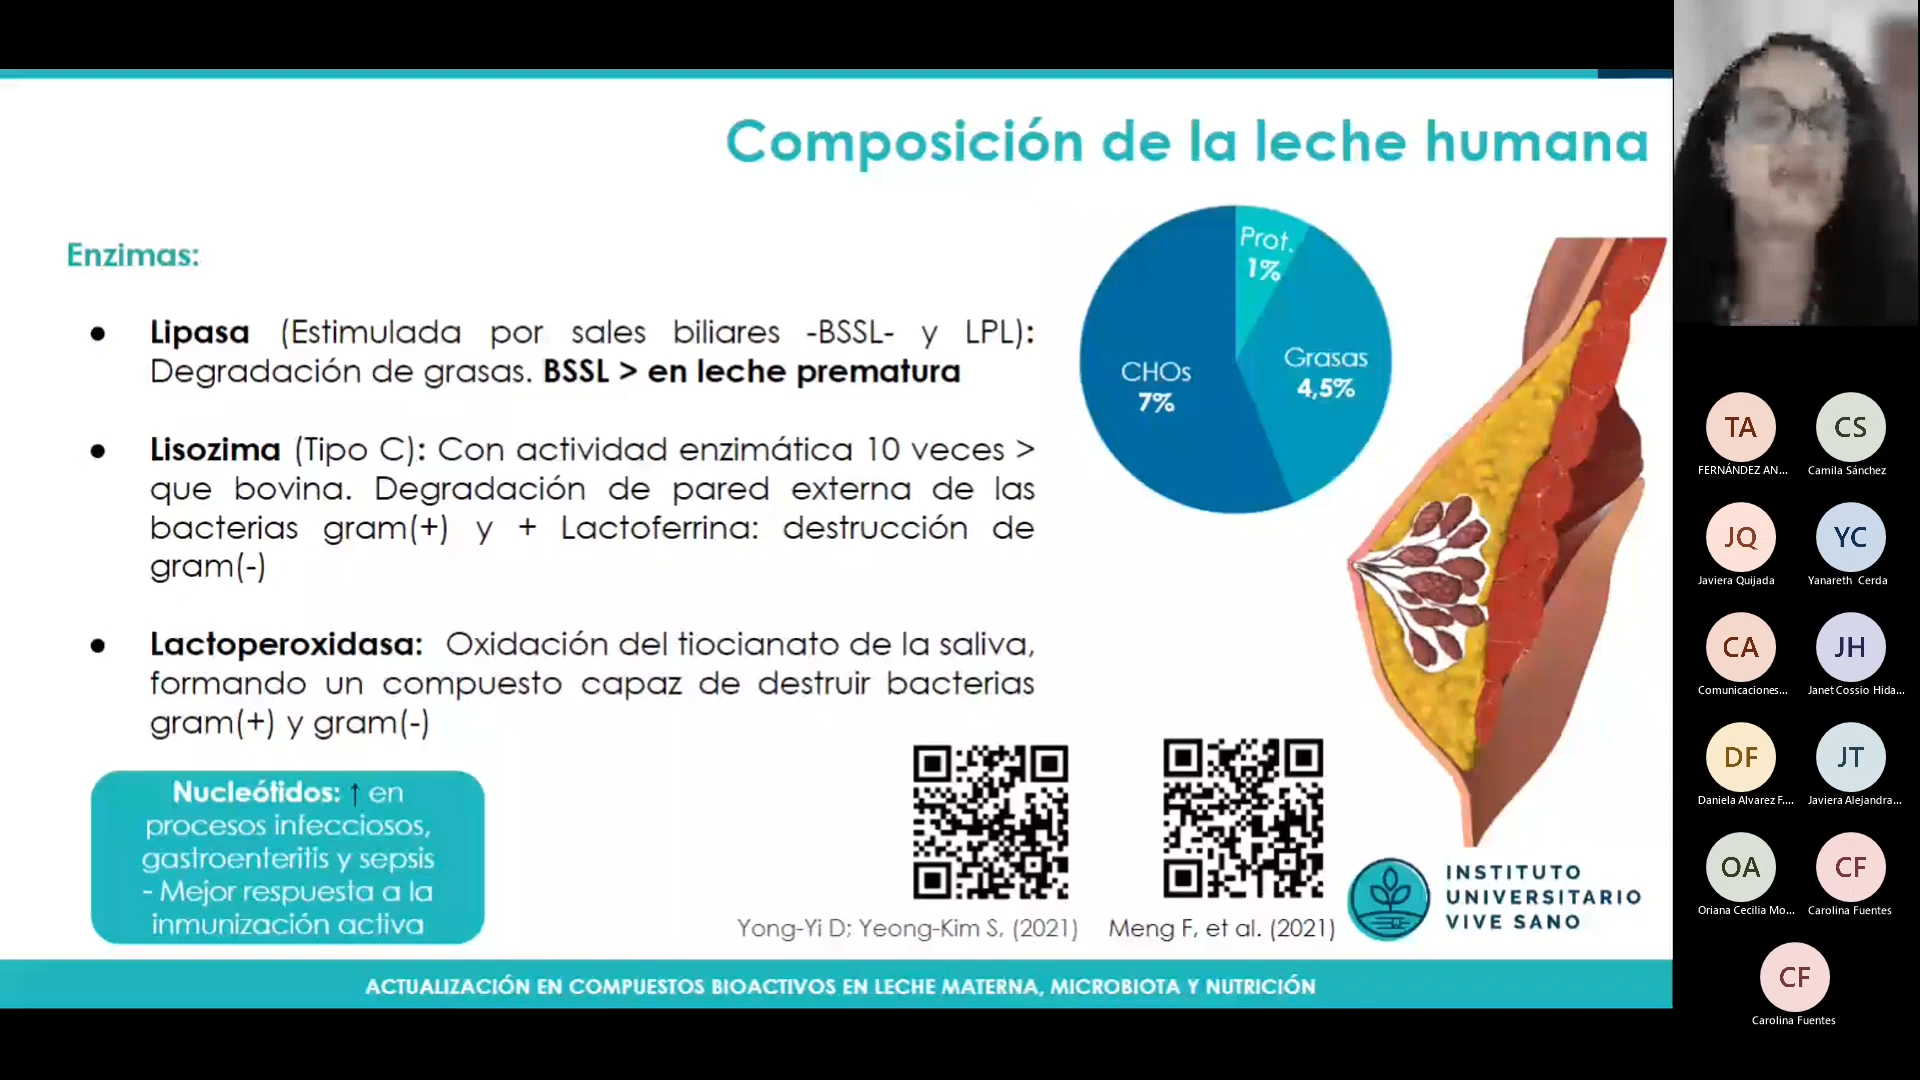 Composición de la leche humana
Enzimas:
● Lipasa (Estimulada por sales biliares -BSSL- y LPL):
Degradación de grasas. BSSL > en leche prematura
● Lisozima (Tipo C): Con actividad enzimática 10 veces >
que bovina. Degradación de pared externa de las
bacterias gram(+) y + Lactoferrina: destrucción de
gram(-)
● Lactoperoxidasa: Oxidación del tiocianato de la saliva,
formando un compuesto capaz de destruir bacterias
gram(+) y gram(-)
Nucleótidos: ↑ en
procesos infecciosos,
gastroenteritis y sepsis
- Mejor respuesta a la
inmunización activa
Prot.
1%
CHOs
7%
Grasas
4,5%
Yong-Yi D; Yeong-Kim S, (2021)
Meng F, et al. (2021)
INSTITUTO
UNIVERSITARIO
VIVE SANO
ACTUALIZACIÓN EN COMPUESTOS BIOACTIVOS EN LECHE MATERNA, MICROBIOTA Y NUTRICIÓN
TA
FERNÁNDEZ AN...
CS
Camila Sánchez
JQ
Javiera Quijada
YC
Yanareth Cerda
CA
Comunicaciones...
JH
Janet Cossio Hida...
DF
Daniela Alvarez F...
JT
Javiera Alejandra...
OA
Oriana Cecilia Mo...
CF
Carolina Fuentes
CF
Carolina Fuentes